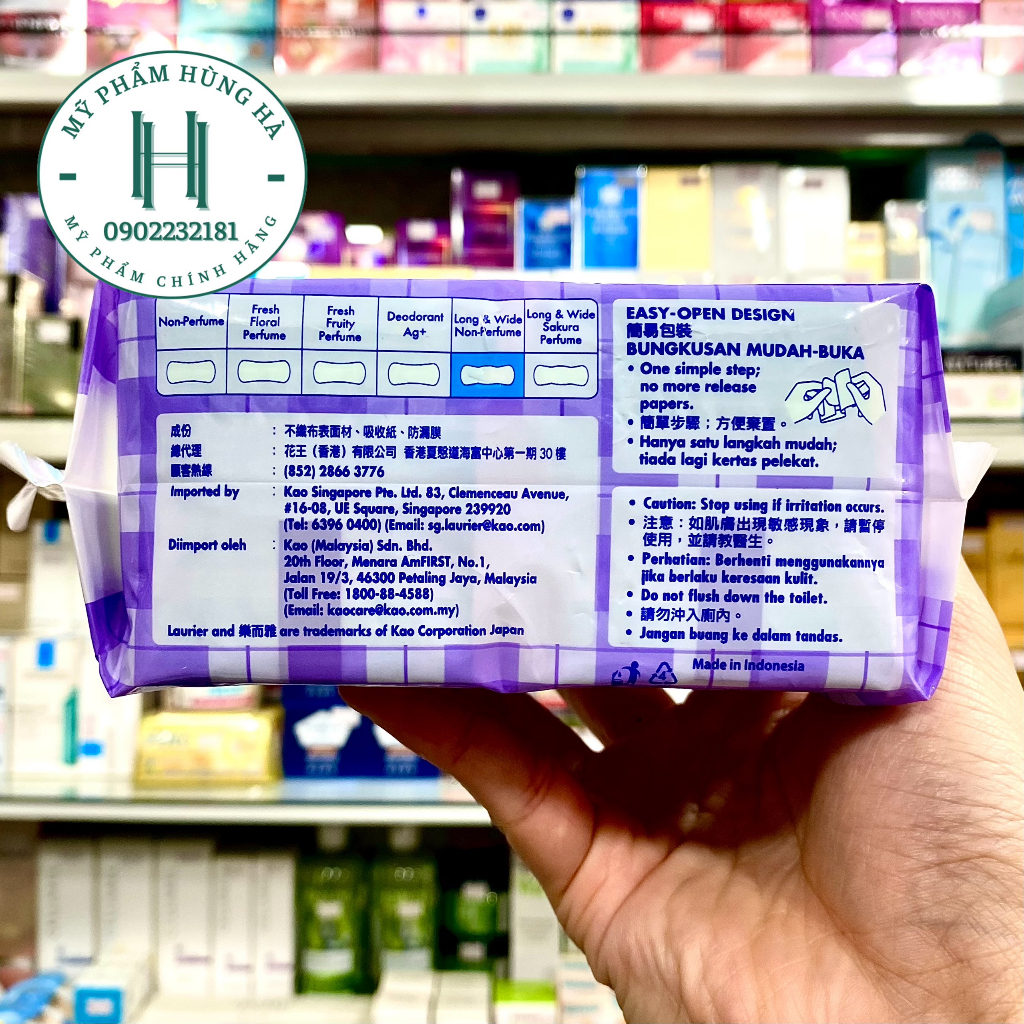 MỸ PHẨM HÙNG HÀ
H
0902232181
MỸ PHẨM CHÍNH HÃNG
Non-Perfume
Fresh
Floral
Perfume
Fresh
Fruity
Perfume
Deodorant
Ag+
Long & Wide
Non-Perfume
Long & Wide
Sakura
Perfume
EASY-OPEN DESIGN
簡易包裝
BUNGKUSAN MUDAH-BUKA
• One simple step;
no more release
papers.
• 簡單步驟；方便棄置。
• Hanya satu langkah mudah;
tiada lagi kertas pelekat.
成份 : 不織布表面材、吸收紙、防漏膜
總代理 : 花王（香港）有限公司 香港夏慤道海富中心第一期 30 樓
顧客熱線 : (852) 2866 3776
Imported by : Kao Singapore Pte. Ltd. 83, Clemenceau Avenue,
#16-08, UE Square, Singapore 239920
(Tel: 6396 0400) (Email: sg.laurier@kao.com)
Diimport oleh : Kao (Malaysia) Sdn. Bhd.
20th Floor, Menara AmFIRST, No.1,
Jalan 19/3, 46300 Petaling Jaya, Malaysia
(Toll Free: 1800-88-4588)
(Email: kaocare@kao.com.my)
Laurier and 樂而雅 are trademarks of Kao Corporation Japan
• Caution: Stop using if irritation occurs.
• 注意：如肌膚出現敏感現象，請暫停
使用，並請教醫生。
• Perhatian: Berhenti menggunakannya
jika berlaku keresaan kulit.
• Do not flush down the toilet.
• 請勿沖入廁內。
• Jangan buang ke dalam tandas.
4
Made in Indonesia